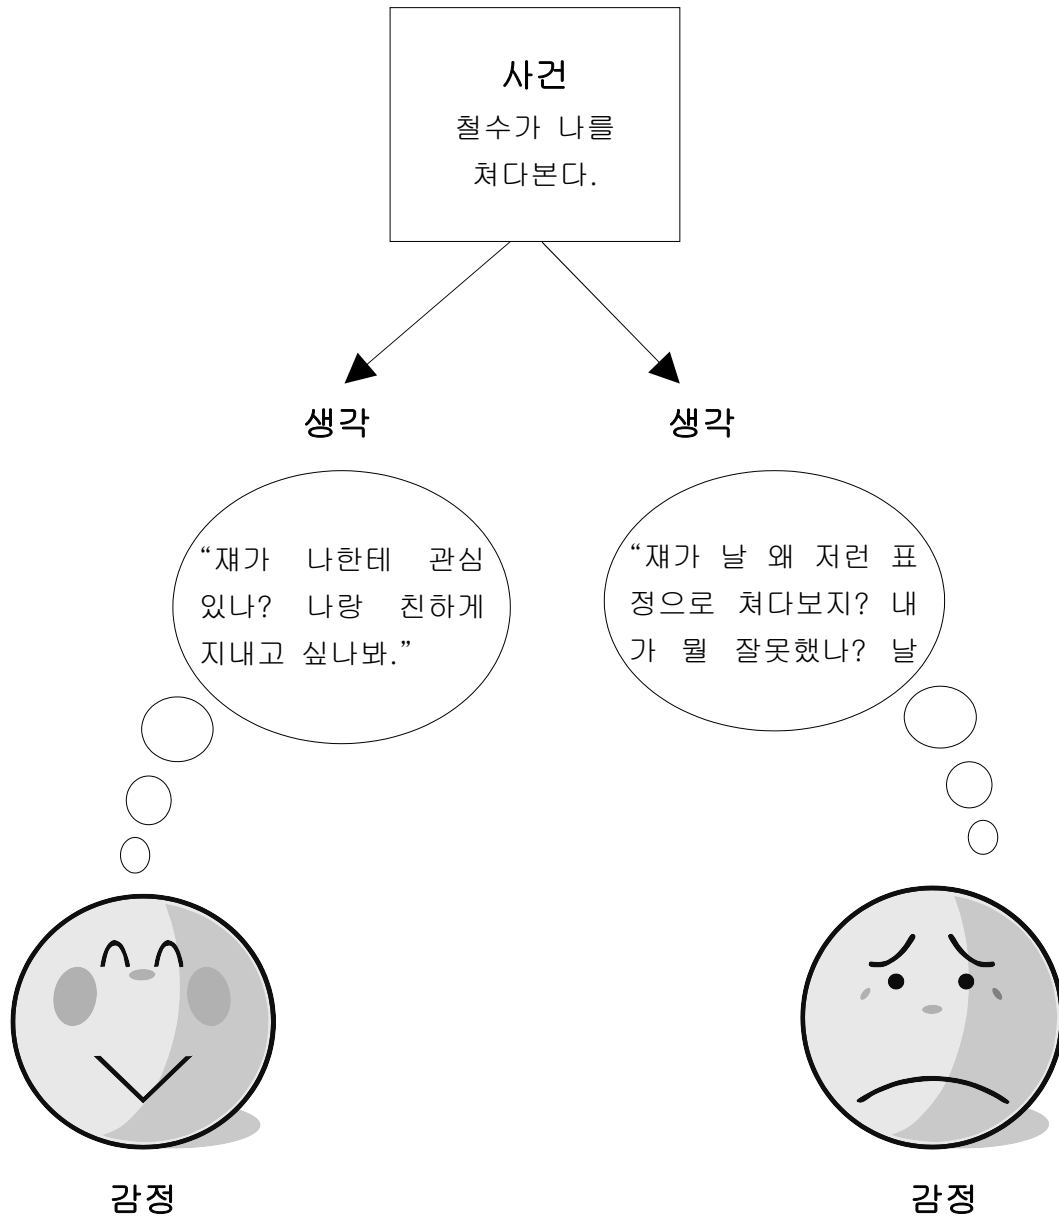 사건
철수가 나를
쳐다본다.
생각
생각
“쟤가 나한테 관심
있나? 나랑 친하게
지내고 싶나봐.”
“쟤가 날 왜 저런 표
정으로 쳐다보지? 내
가 뭘 잘못했나? 날
감정
감정